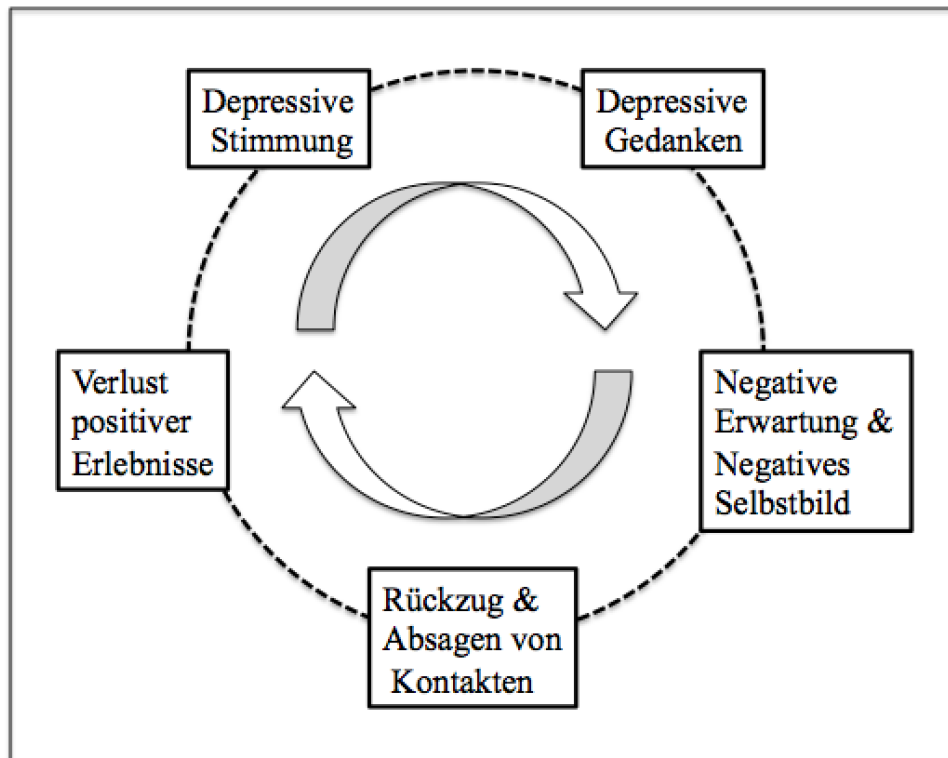 Depressive
Stimmung
Depressive
Gedanken
Negative
Erwartung &
Negatives
Selbstbild
Rückzug &
Absagen von
Kontakten
Verlust
positiver
Erlebnisse